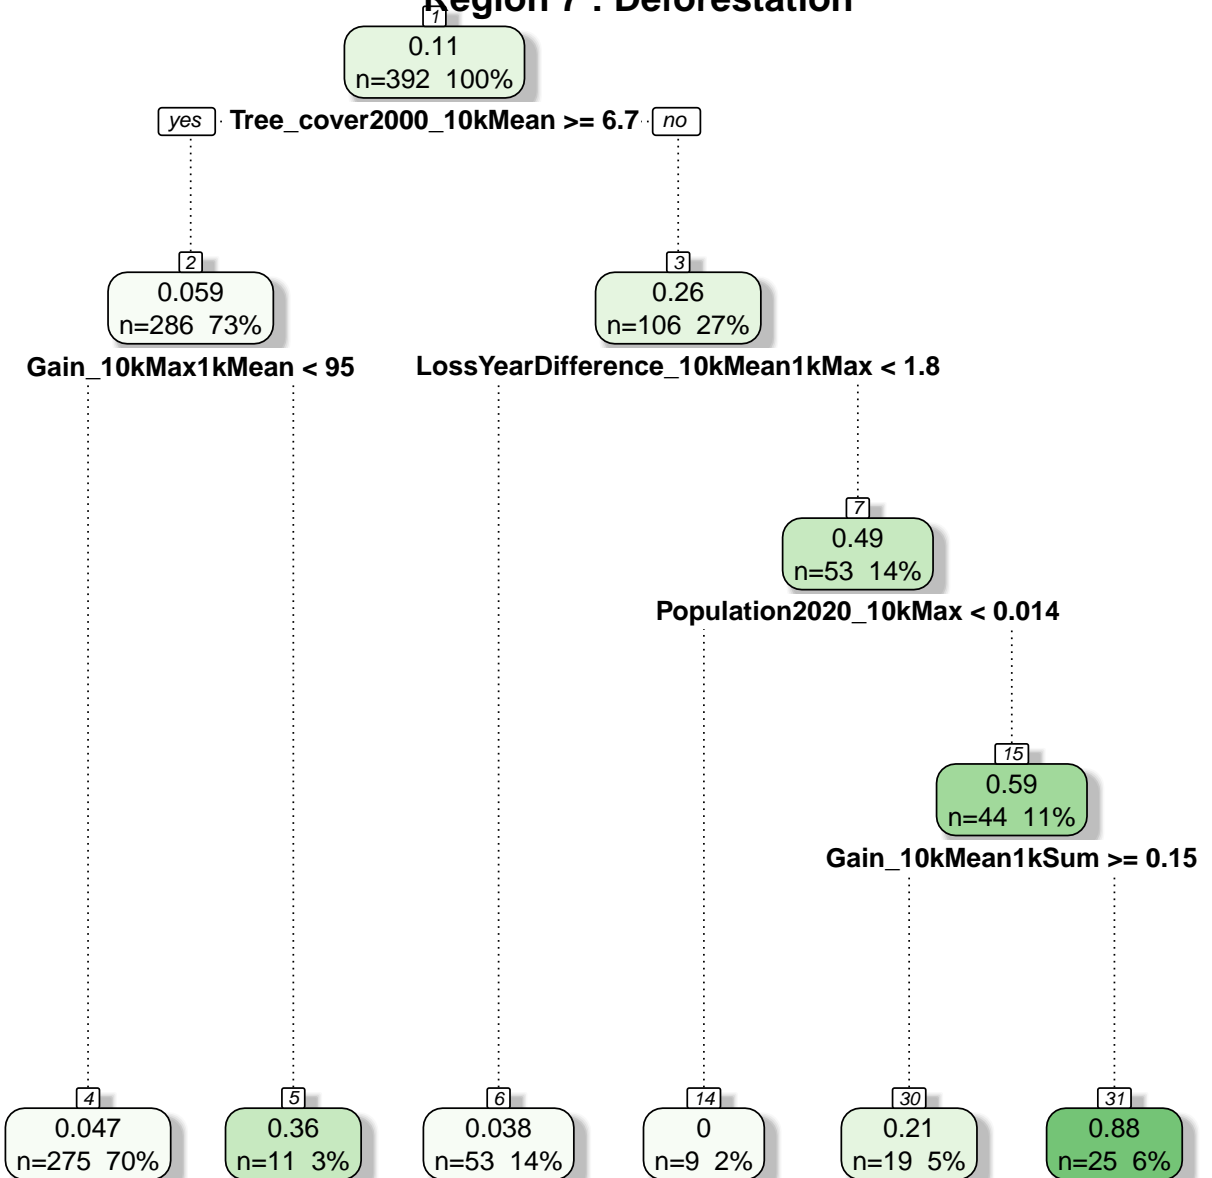 Region 7 : Deforestation
1
0.11
n=392 100%
yes Tree_cover2000_10kMean >= 6.7 no
2
0.059
n=286 73%
3
0.26
n=106 27%
Gain_10kMax1kMean < 95
LossYearDifference_10kMean1kMax < 1.8
7
0.49
n=53 14%
Population2020_10kMax < 0.014
15
0.59
n=44 11%
Gain_10kMean1kSum >= 0.15
4
0.047
n=275 70%
5
0.36
n=11 3%
6
0.038
n=53 14%
14
0
n=9 2%
30
0.21
n=19 5%
31
0.88
n=25 6%